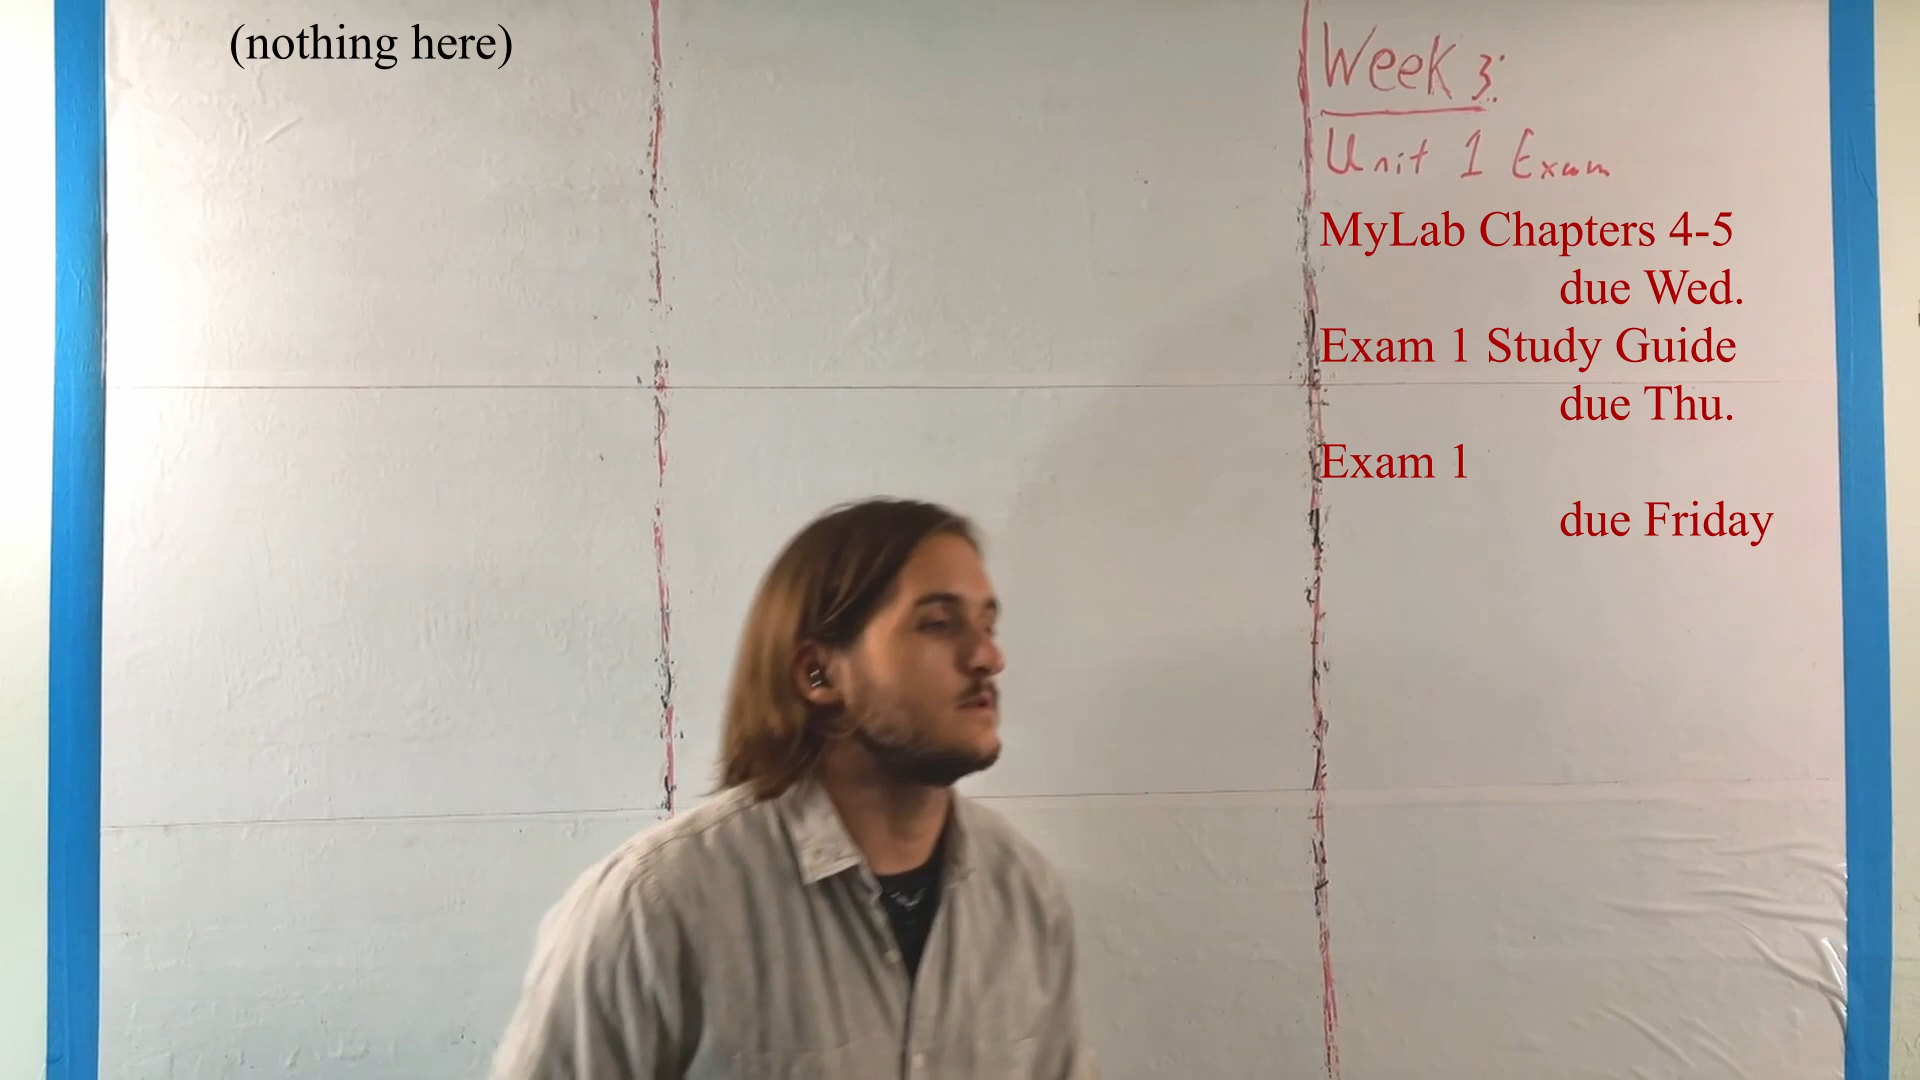 (nothing here)
Week 3:
Unit 1 Exam
MyLab Chapters 4-5
due Wed.
Exam 1 Study Guide
due Thu.
Exam 1
due Friday